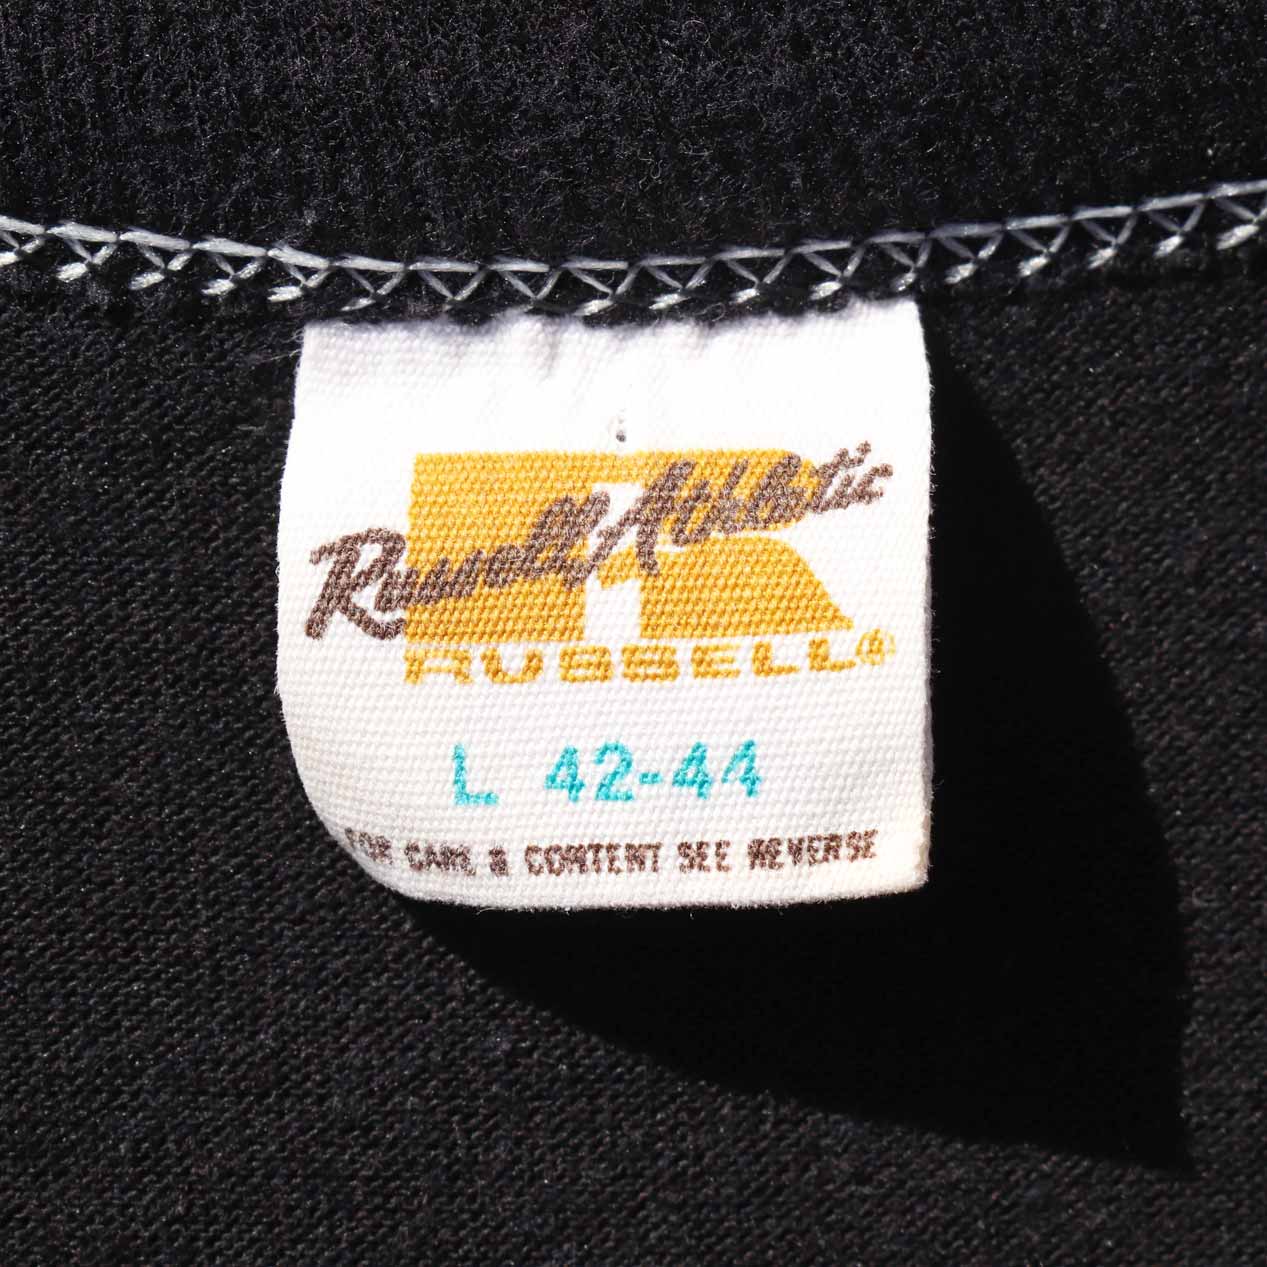 Russell Athletic
RUSSELL®
L 42-44
FOR CARE & CONTENT SEE REVERSE